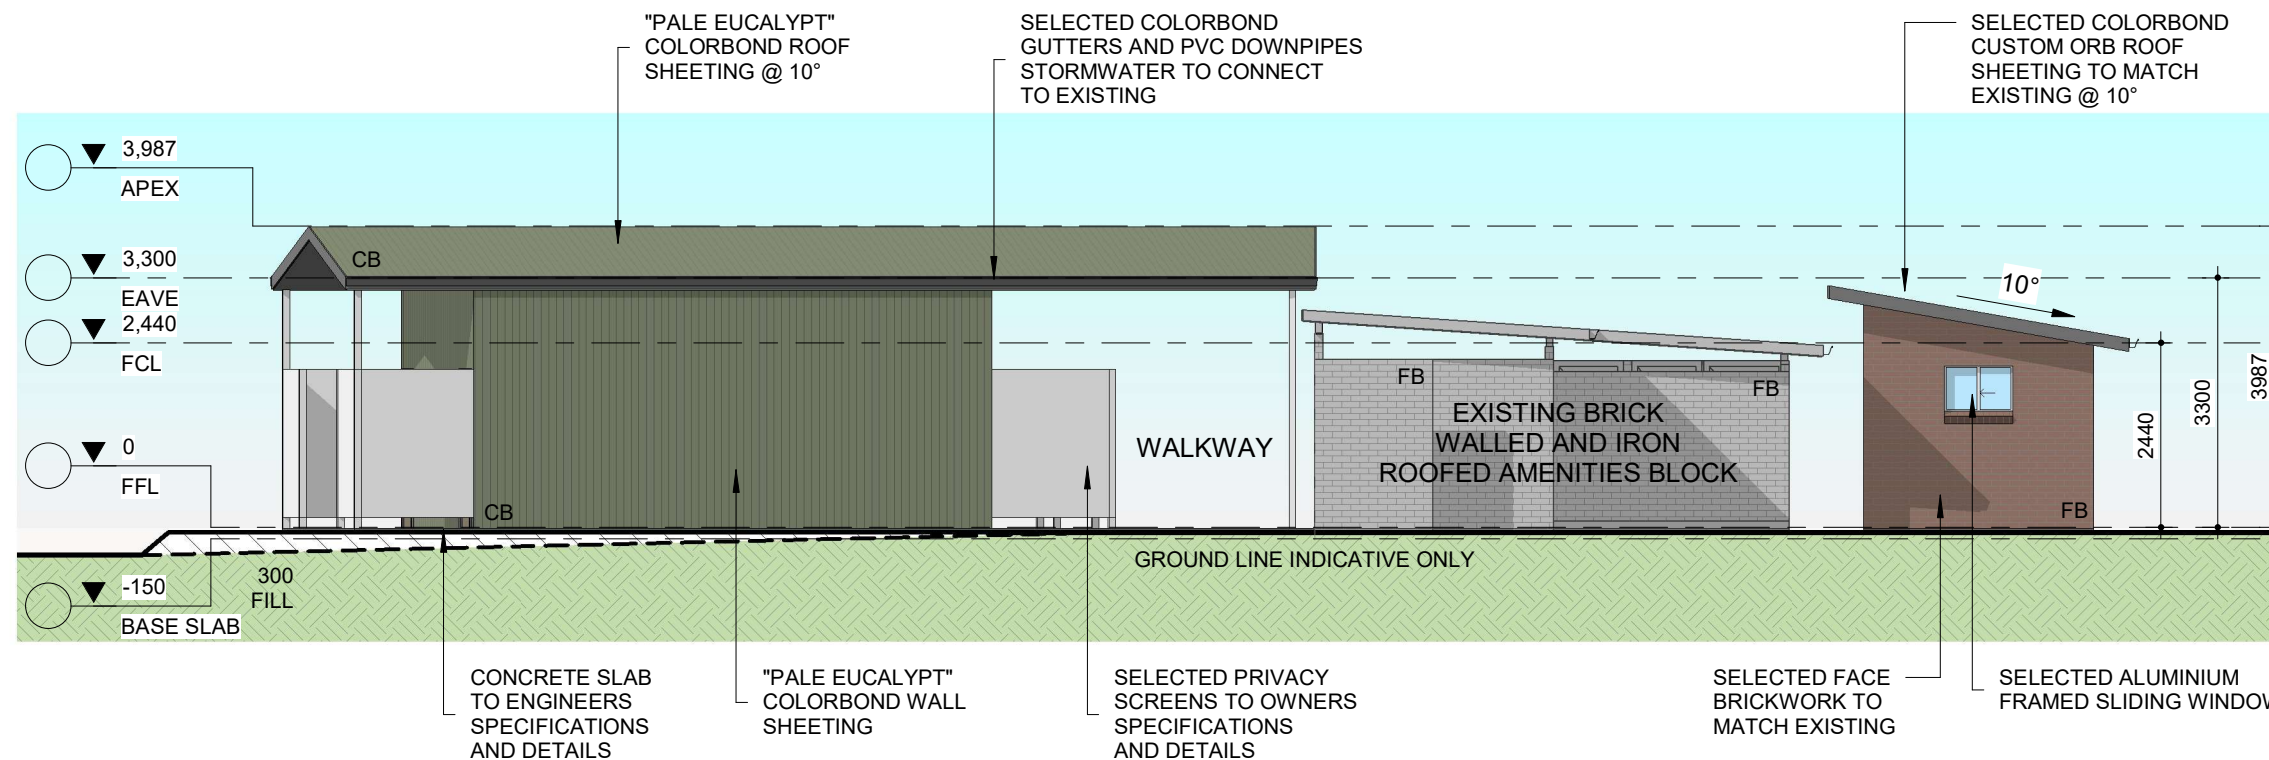 "PALE EUCALYPT"
COLORBOND ROOF
SHEETING @ 10°
SELECTED COLORBOND
GUTTERS AND PVC DOWNPIPES
STORMWATER TO CONNECT
TO EXISTING
SELECTED COLORBOND
CUSTOM ORB ROOF
SHEETING TO MATCH
EXISTING @ 10°
3,987
APEX
3,300
EAVE
2,440
FCL
0
FFL
-150
BASE SLAB
CB
CB
300
FILL
WALKWAY
FB
FB
EXISTING BRICK
WALLED AND IRON
ROOFED AMENITIES BLOCK
10°
FB
2440
3300
3987
GROUND LINE INDICATIVE ONLY
CONCRETE SLAB
TO ENGINEERS
SPECIFICATIONS
AND DETAILS
"PALE EUCALYPT"
COLORBOND WALL
SHEETING
SELECTED PRIVACY
SCREENS TO OWNERS
SPECIFICATIONS
AND DETAILS
SELECTED FACE
BRICKWORK TO
MATCH EXISTING
SELECTED ALUMINIUM
FRAMED SLIDING WINDOW